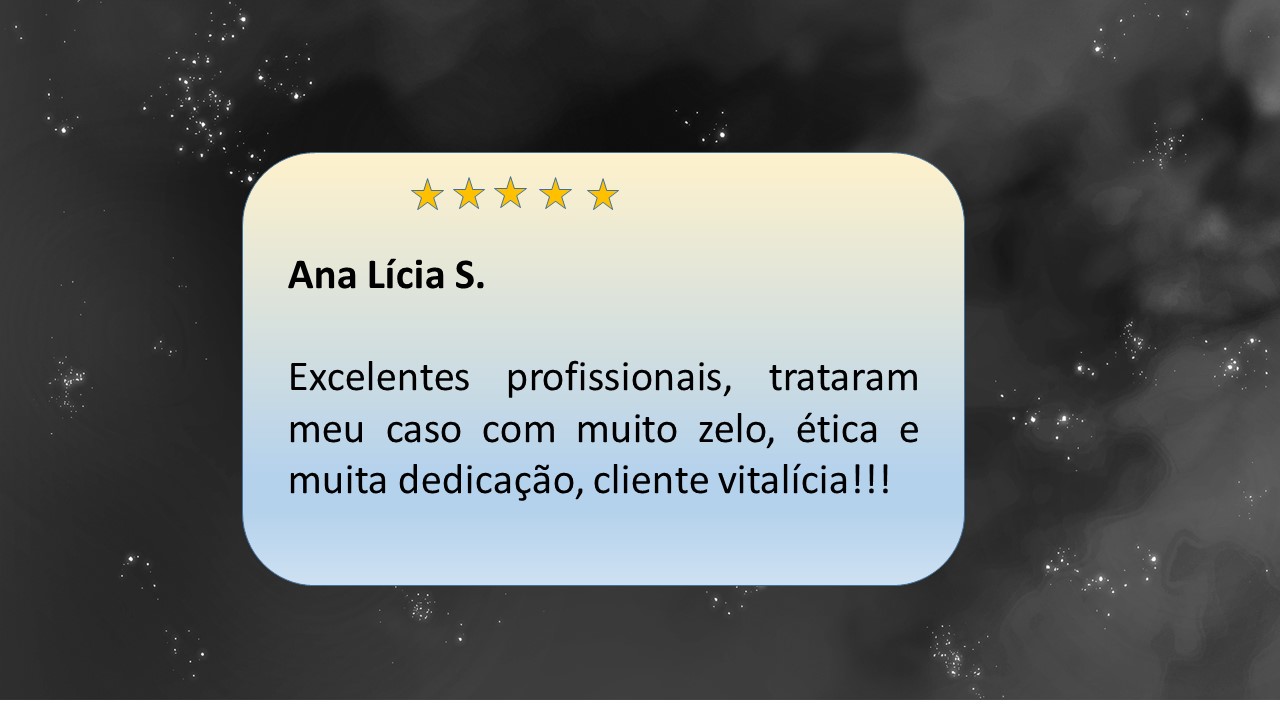 Ana Lícia S.
Excelentes profissionais, trataram
meu caso com muito zelo, ética e
muita dedicação, cliente vitalícia!!!